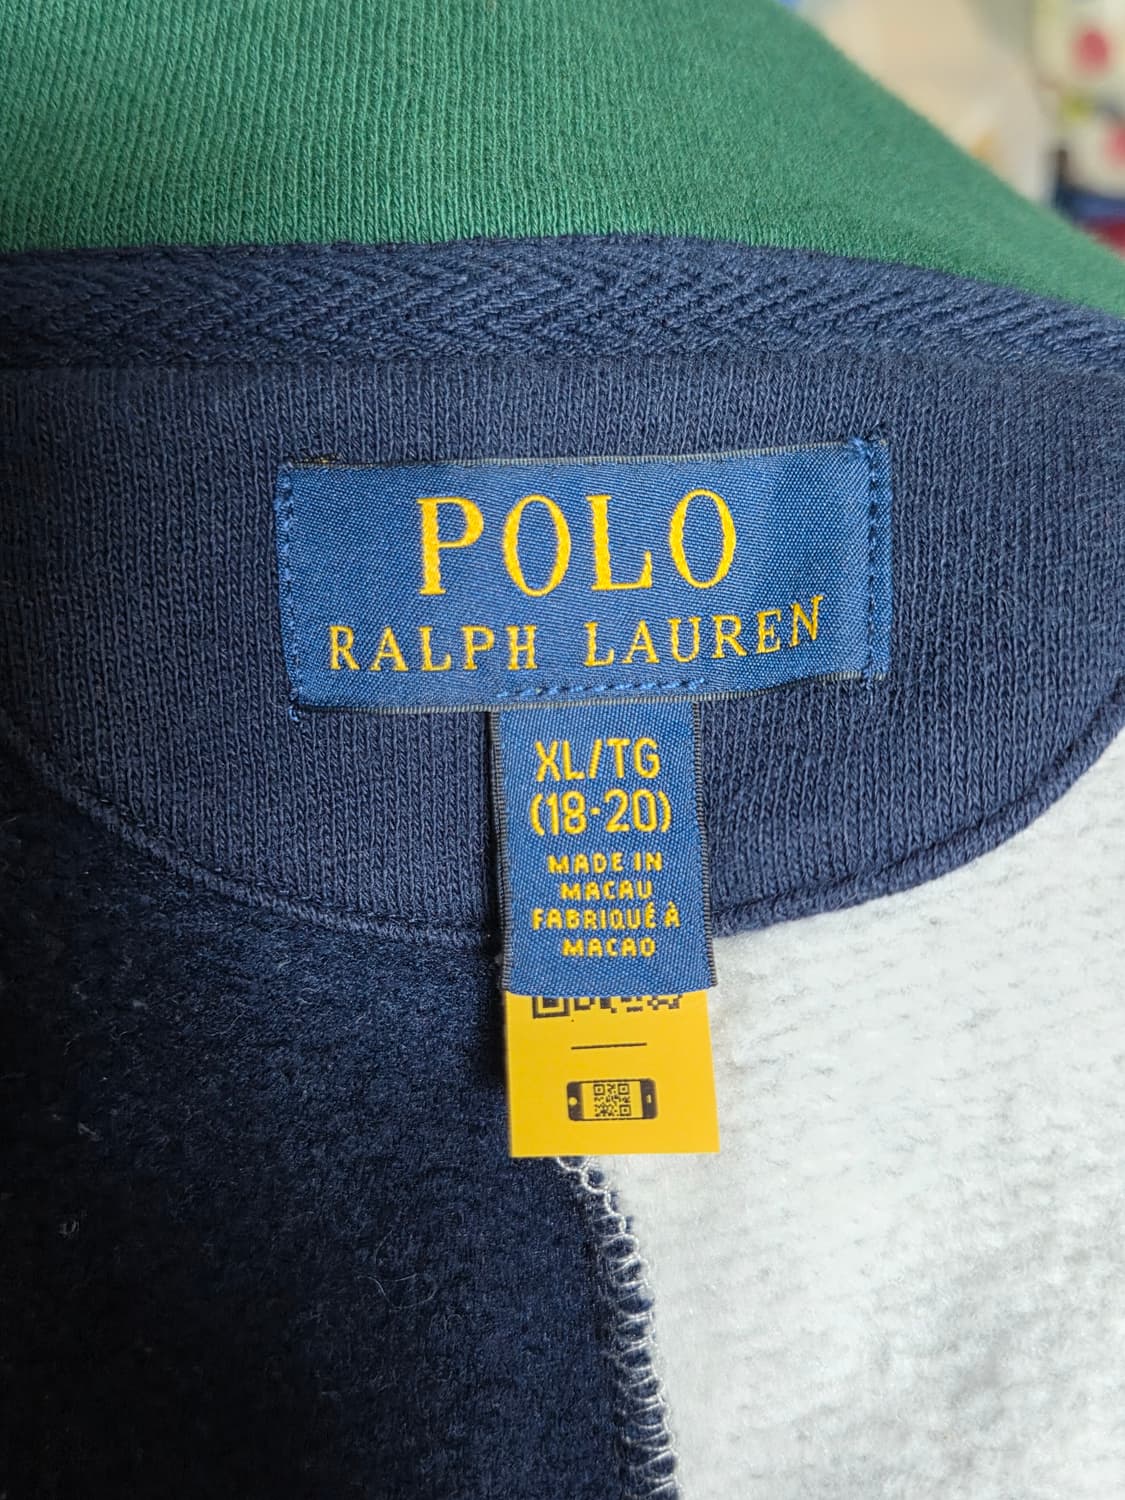 POLO
RALPH LAUREN
XL/TG
(18-20)
MADE IN
MACAU
FABRIQUÉ À
MACAO